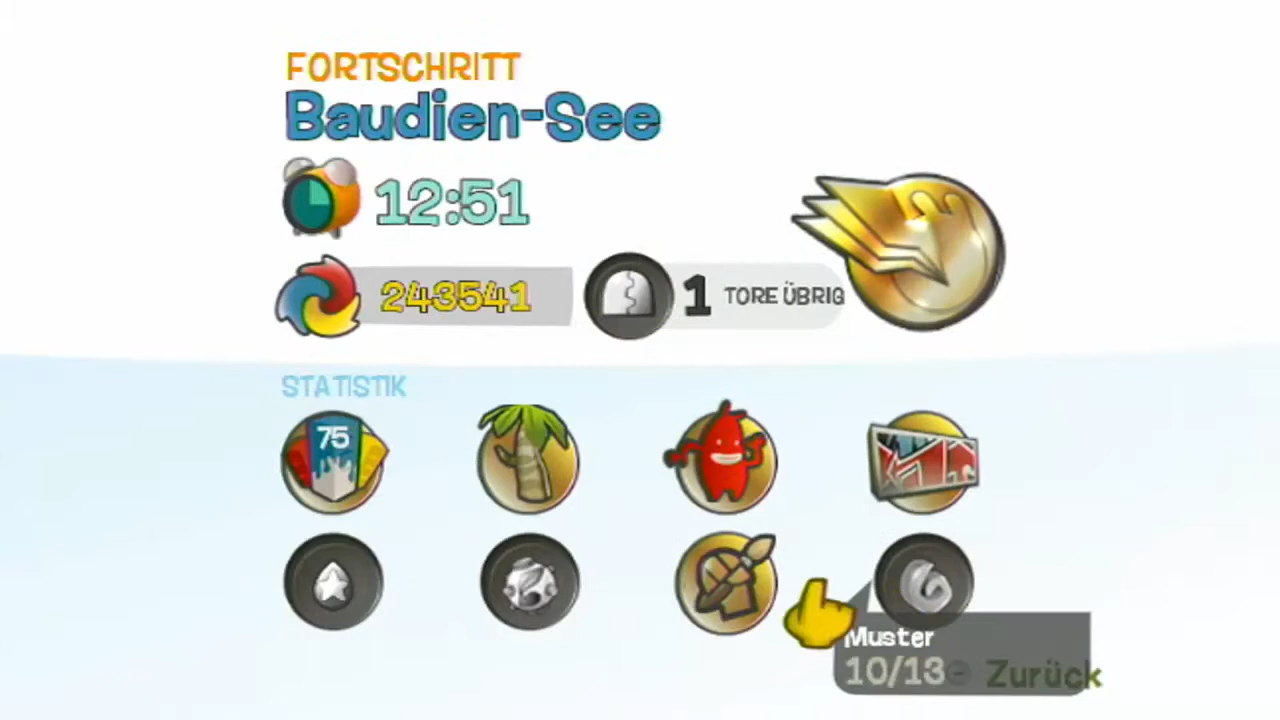 FORTSCHRITT
Baudien-See
12:51
243541
1 TORE ÜBRIG
STATISTIK
75
Muster
10/13
Zurück